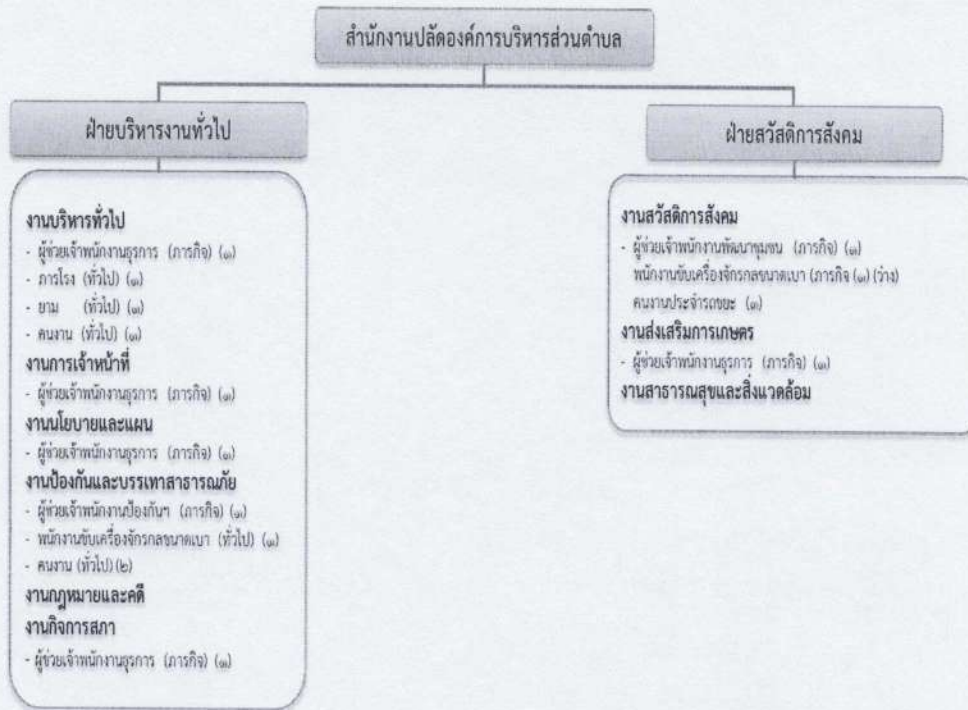 สำนักงานปลัดองค์การบริหารส่วนตำบล
ฝ่ายบริหารงานทั่วไป
งานบริหารทั่วไป
- ผู้ช่วยเจ้าพนักงานธุรการ (ภารกิจ) (๑)
- ภารโรง (ทั่วไป) (๑)
- ยาม (ทั่วไป) (๑)
- คนงาน (ทั่วไป) (๑)
งานการเจ้าหน้าที่
- ผู้ช่วยเจ้าพนักงานธุรการ (ภารกิจ) (๑)
งานนโยบายและแผน
- ผู้ช่วยเจ้าพนักงานธุรการ (ภารกิจ) (๑)
งานป้องกันและบรรเทาสาธารณภัย
- ผู้ช่วยเจ้าพนักงานป้องกันฯ (ภารกิจ) (๑)
- พนักงานขับเครื่องจักรกลขนาดเบา (ทั่วไป) (๑)
- คนงาน (ทั่วไป) (๒)
งานกฎหมายและคดี
งานกิจการสภา
- ผู้ช่วยเจ้าพนักงานธุรการ (ภารกิจ) (๑)
ฝ่ายสวัสดิการสังคม
งานสวัสดิการสังคม
- ผู้ช่วยเจ้าพนักงานพัฒนาชุมชน (ภารกิจ) (๑)
พนักงานขับเครื่องจักรกลขนาดเบา (ภารกิจ (๑) (ว่าง)
คนงานประจำรถขยะ (๑)
งานส่งเสริมการเกษตร
- ผู้ช่วยเจ้าพนักงานธุรการ (ภารกิจ) (๑)
งานสาธารณสุขและสิ่งแวดล้อม